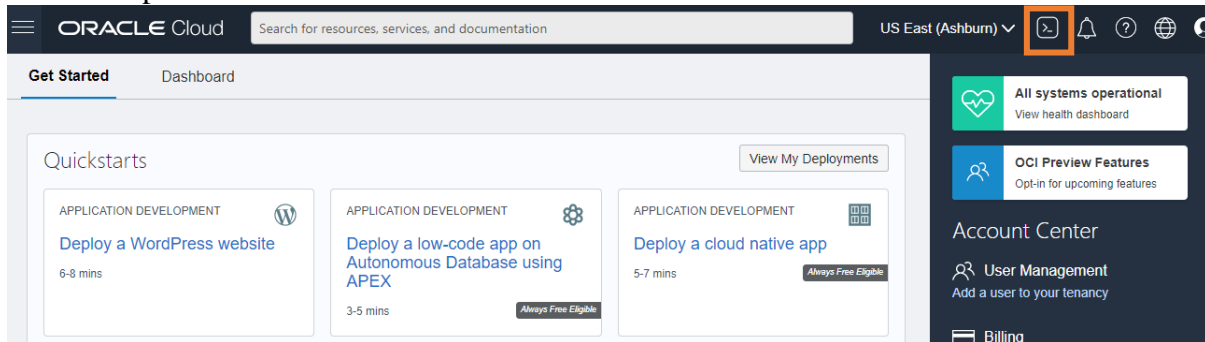 ORACLE Cloud
Search for resources, services, and documentation
US East (Ashburn)
Get Started
Dashboard
Quickstarts
View My Deployments
APPLICATION DEVELOPMENT
Deploy a WordPress website
6-8 mins
APPLICATION DEVELOPMENT
Deploy a low-code app on
Autonomous Database using
APEX
3-5 mins
Always Free Eligible
APPLICATION DEVELOPMENT
Deploy a cloud native app
5-7 mins
Always Free Eligible
All systems operational
View health dashboard
OCI Preview Features
Opt-in for upcoming features
Account Center
User Management
Add a user to your tenancy
Billing